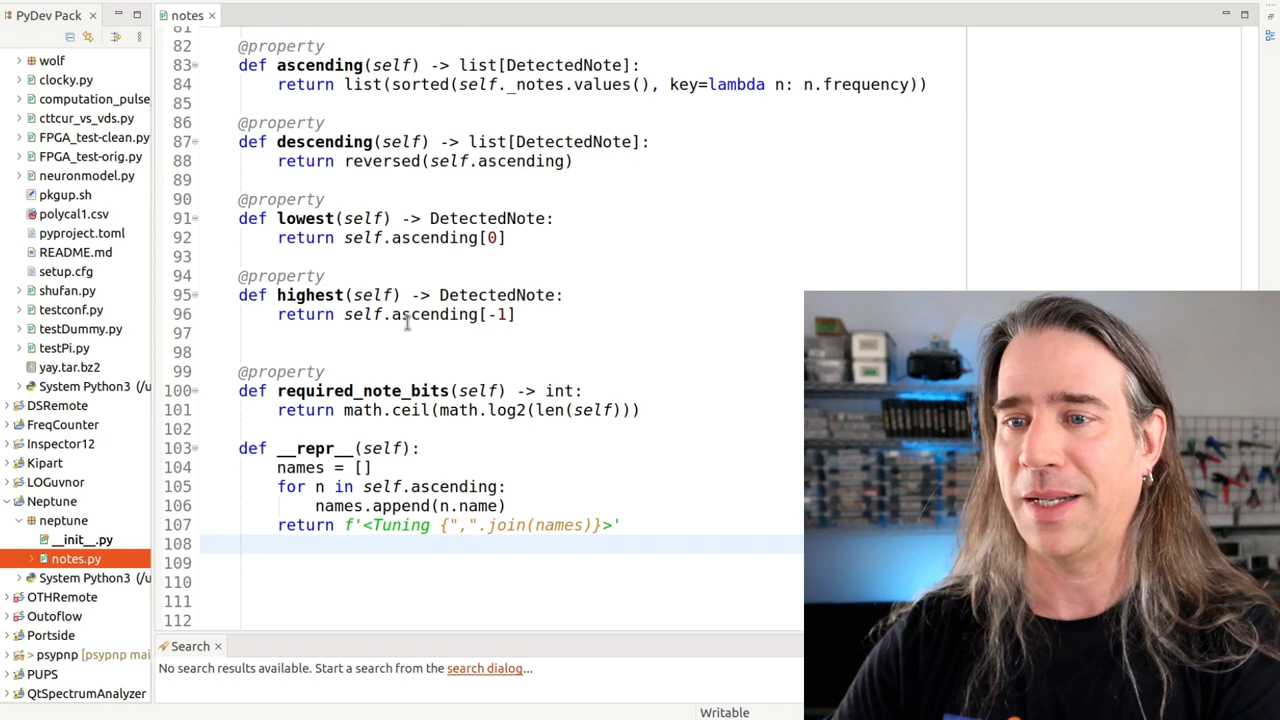 PyDev Pack
wolf
clocky.py
computation_pulse
cttcur_vs_vds.py
FPGA_test-clean.py
FPGA_test-orig.py
neuronmodel.py
pkgup.sh
polycal1.csv
pyproject.toml
README.md
setup.cfg
shufan.py
testconf.py
testDummy.py
testPi.py
yay.tar.bz2
System Python3 (/u
DSRemote
FreqCounter
Inspector12
Kipart
LOGuvnor
Neptune
neptune
__init__.py
notes.py
System Python3 (/u
OTHRemote
Outoflow
Portside
> psypnp [psypnp mai
PUPS
QtSpectrumAnalyzer
notes
81
82 @property
83 def ascending(self) -> list[DetectedNote]:
84 return list(sorted(self._notes.values(), key=lambda n: n.frequency))
85
86 @property
87 def descending(self) -> list[DetectedNote]:
88 return reversed(self.ascending)
89
90 @property
91 def lowest(self) -> DetectedNote:
92 return self.ascending[0]
93
94 @property
95 def highest(self) -> DetectedNote:
96 return self.ascending[-1]
97
98
99 @property
100 def required_note_bits(self) -> int:
101 return math.ceil(math.log2(len(self)))
102
103 def __repr__(self):
104 names = []
105 for n in self.ascending:
106 names.append(n.name)
107 return f'<Tuning {",".join(names)}>'
108
109
110
111
112
Search
No search results available. Start a search from the search dialog...
Writable